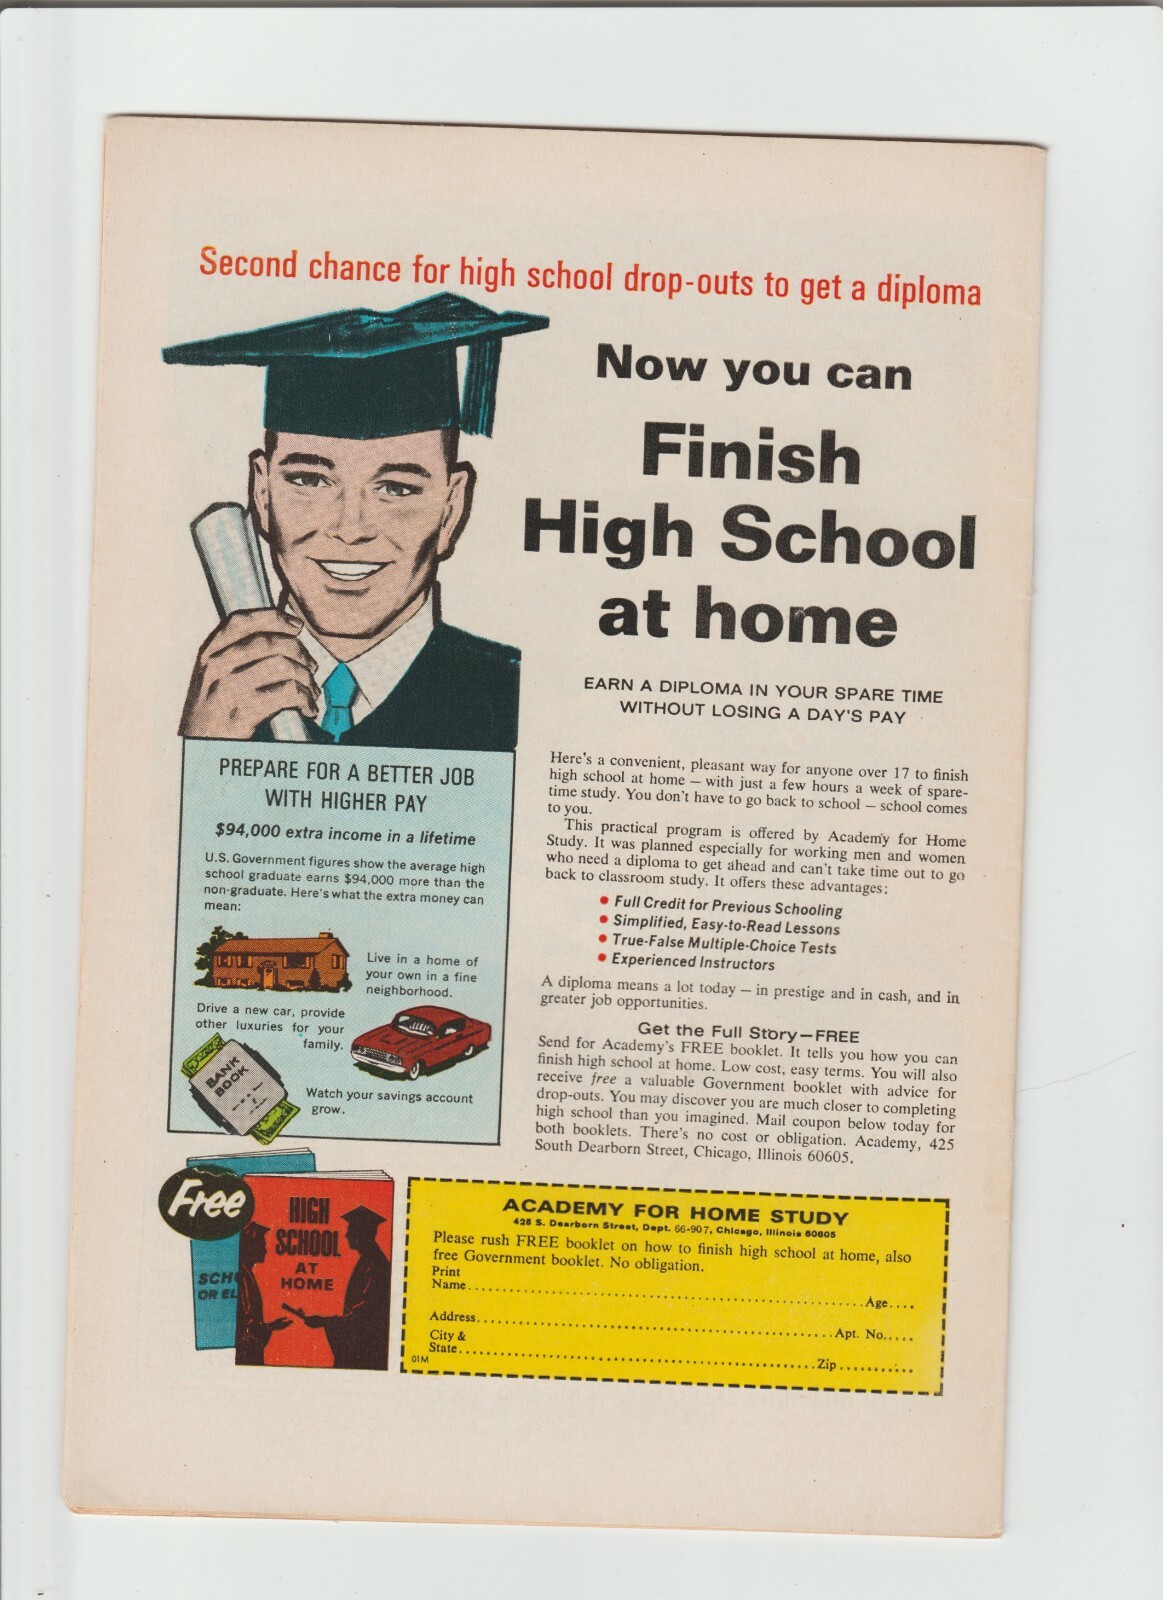 Second chance for high school drop-outs to get a diploma
Now you can
Finish
High School
at home
EARN A DIPLOMA IN YOUR SPARE TIME
WITHOUT LOSING A DAY'S PAY
PREPARE FOR A BETTER JOB
WITH HIGHER PAY
$94,000 extra income in a lifetime
U.S. Government figures show the average high
school graduate earns $94,000 more than the
non-graduate. Here's what the extra money can
mean:
Live in a home of
your own in a fine
neighborhood.
Drive a new car, provide
other luxuries for your
family.
BANK
BOOK
Watch your savings account
grow.
Here's a convenient, pleasant way for anyone over 17 to finish
high school at home – with just a few hours a week of spare-
time study. You don't have to go back to school – school comes
to you.
This practical program is offered by Academy for Home
Study. It was planned especially for working men and women
who need a diploma to get ahead and can't take time out to go
back to classroom study. It offers these advantages:
• Full Credit for Previous Schooling
• Simplified, Easy-to-Read Lessons
• True-False Multiple-Choice Tests
• Experienced Instructors
A diploma means a lot today – in prestige and in cash, and in
greater job opportunities.
Get the Full Story–FREE
Send for Academy's FREE booklet. It tells you how you can
finish high school at home. Low cost, easy terms. You will also
receive free a valuable Government booklet with advice for
drop-outs. You may discover you are much closer to completing
high school than you imagined. Mail coupon below today for
both booklets. There's no cost or obligation. Academy, 425
South Dearborn Street, Chicago, Illinois 60605.
Free
HIGH
SCHOOL
AT
HOME
SCH
OR EL
ACADEMY FOR HOME STUDY
425 S. Dearborn Street, Dept. 66-907, Chicago, Illinois 60605
Please rush FREE booklet on how to finish high school at home, also
free Government booklet. No obligation.
Print
Name..........Age....
Address..........Apt. No.....
City &
State..........Zip..........
01M